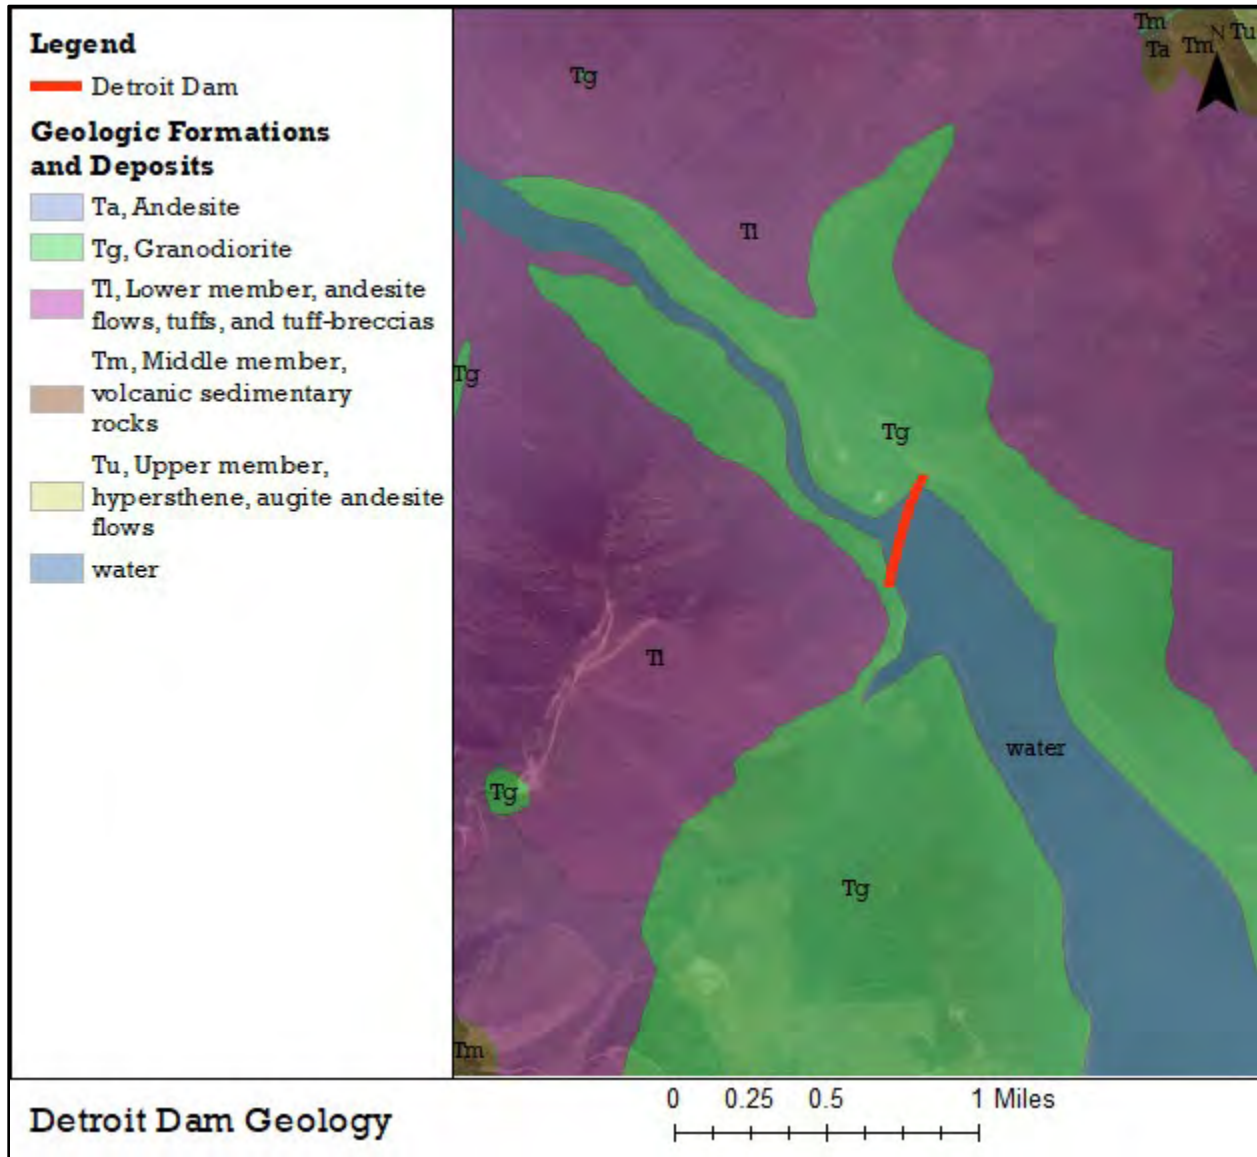 Legend
Detroit Dam
Geologic Formations
and Deposits
Ta, Andesite
Tg, Granodiorite
Tl, Lower member, andesite
flows, tuffs, and tuff-breccias
Tm, Middle member,
volcanic sedimentary
rocks
Tu, Upper member,
hypersthene, augite andesite
flows
water
Tm
N
Tu
Ta
Tm
Tg
Tl
Tg
Tg
Tl
water
Tg
Tg
Tm
Detroit Dam Geology
0 0.25 0.5 1 Miles